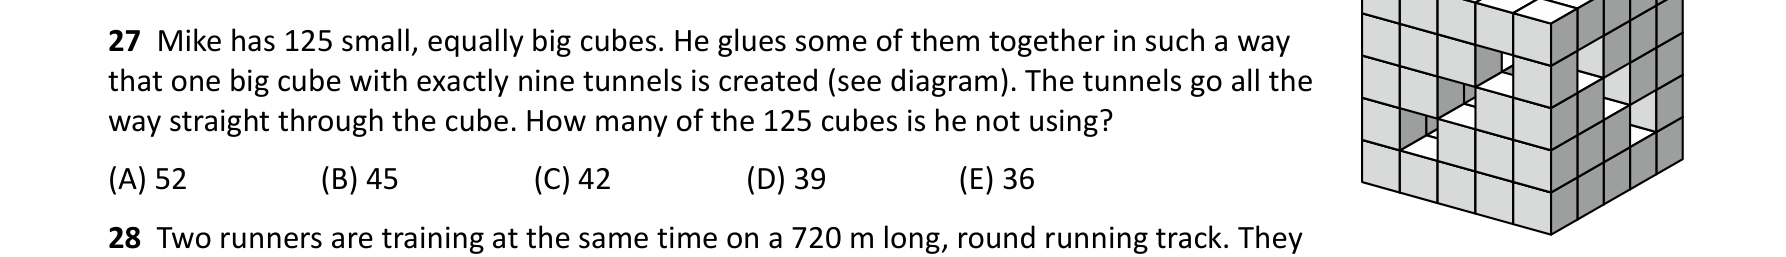 27 Mike has 125 small, equally big cubes. He glues some of them together in such a way
that one big cube with exactly nine tunnels is created (see diagram). The tunnels go all the
way straight through the cube. How many of the 125 cubes is he not using?
(A) 52 (B) 45 (C) 42 (D) 39 (E) 36
28 Two runners are training at the same time on a 720 m long, round running track. They